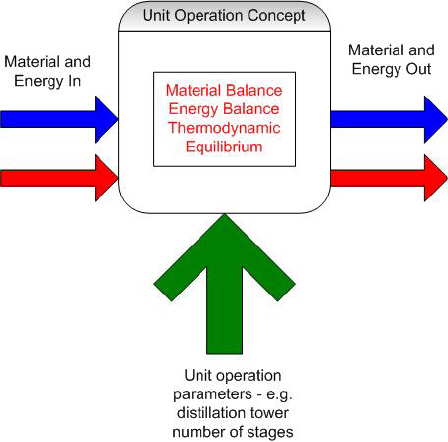 Unit Operation Concept
Material and
Energy In
Material and
Energy Out
Material Balance
Energy Balance
Thermodynamic
Equilibrium
Unit operation
parameters - e.g.
distillation tower
number of stages